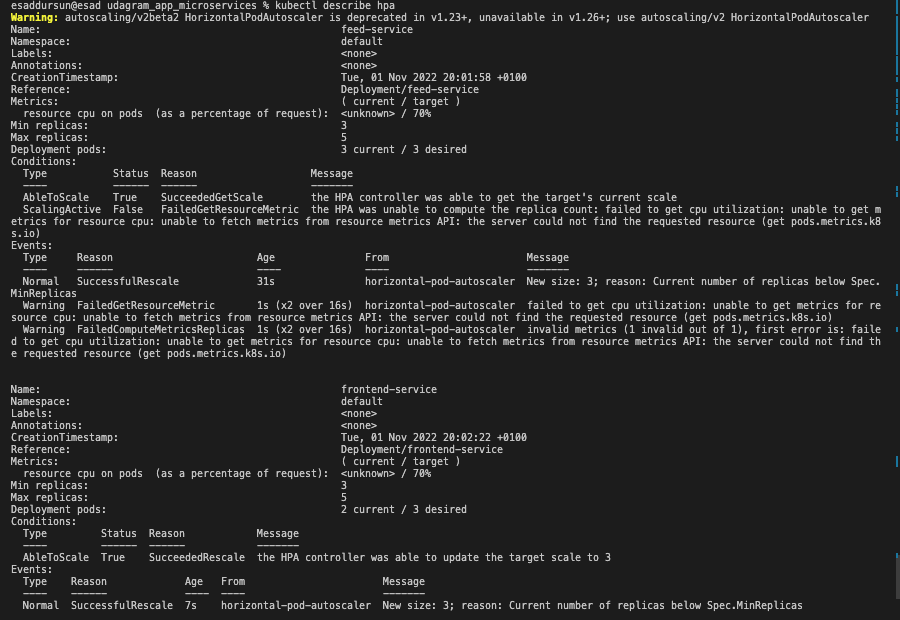 esaddursun@esad udagram_app_microservices % kubectl describe hpa
Warning: autoscaling/v2beta2 HorizontalPodAutoscaler is deprecated in v1.23+, unavailable in v1.26+; use autoscaling/v2 HorizontalPodAutoscaler
Name: feed-service
Namespace: default
Labels: <none>
Annotations: <none>
CreationTimestamp: Tue, 01 Nov 2022 20:01:58 +0100
Reference: Deployment/feed-service
Metrics: ( current / target )
resource cpu on pods (as a percentage of request): <unknown> / 70%
Min replicas: 3
Max replicas: 5
Deployment pods: 3 current / 3 desired
Conditions:
Type Status Reason Message
---- ------ ------ -------
AbleToScale True SucceededGetScale the HPA controller was able to get the target's current scale
ScalingActive False FailedGetResourceMetric the HPA was unable to compute the replica count: failed to get cpu utilization: unable to get m
etrics for resource cpu: unable to fetch metrics from resource metrics API: the server could not find the requested resource (get pods.metrics.k8
s.io)
Events:
Type Reason Age From Message
---- ------ ---- ---- -------
Normal SuccessfulRescale 31s horizontal-pod-autoscaler New size: 3; reason: Current number of replicas below Spec.
MinReplicas
Warning FailedGetResourceMetric 1s (x2 over 16s) horizontal-pod-autoscaler failed to get cpu utilization: unable to get metrics for re
source cpu: unable to fetch metrics from resource metrics API: the server could not find the requested resource (get pods.metrics.k8s.io)
Warning FailedComputeMetricsReplicas 1s (x2 over 16s) horizontal-pod-autoscaler invalid metrics (1 invalid out of 1), first error is: faile
d to get cpu utilization: unable to get metrics for resource cpu: unable to fetch metrics from resource metrics API: the server could not find th
e requested resource (get pods.metrics.k8s.io)
Name: frontend-service
Namespace: default
Labels: <none>
Annotations: <none>
CreationTimestamp: Tue, 01 Nov 2022 20:02:22 +0100
Reference: Deployment/frontend-service
Metrics: ( current / target )
resource cpu on pods (as a percentage of request): <unknown> / 70%
Min replicas: 3
Max replicas: 5
Deployment pods: 2 current / 3 desired
Conditions:
Type Status Reason Message
---- ------ ------ -------
AbleToScale True SucceededRescale the HPA controller was able to update the target scale to 3
Events:
Type Reason Age From Message
---- ------ ---- ---- -------
Normal SuccessfulRescale 7s horizontal-pod-autoscaler New size: 3; reason: Current number of replicas below Spec.MinReplicas